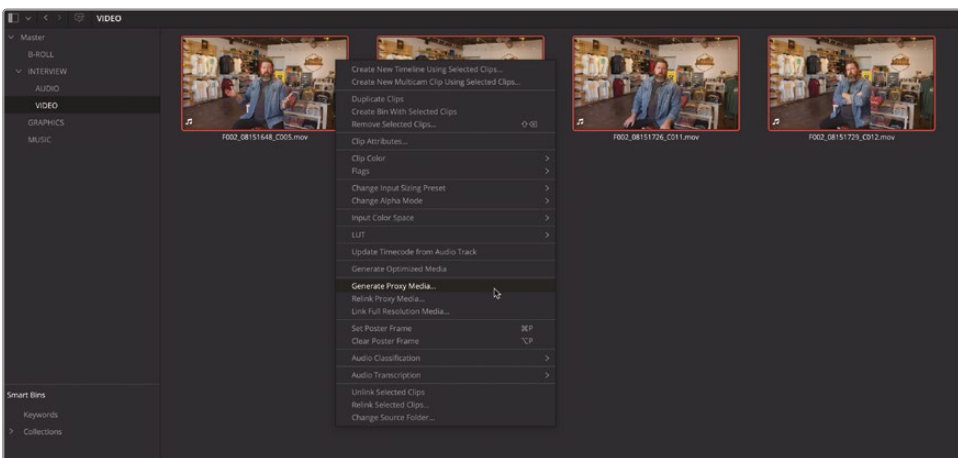 VIDEO
Master
B-ROLL
INTERVIEW
AUDIO
VIDEO
GRAPHICS
MUSIC
Smart Bins
Keywords
Collections
F002_08151648_C005.mov
F002_08151726_C011.mov
F002_08151729_C012.mov
Create New Timeline Using Selected Clips...
Create New Multicam Clip Using Selected Clips...
Duplicate Clips
Create Bin With Selected Clips
Remove Selected Clips...
Clip Attributes...
Clip Color
Flags
Change Input Sizing Preset
Change Alpha Mode
Input Color Space
LUT
Update Timecode from Audio Track
Generate Optimized Media
Generate Proxy Media...
Relink Proxy Media...
Link Full Resolution Media...
Set Poster Frame ⌘P
Clear Poster Frame ⌥P
Audio Classification
Audio Transcription
Unlink Selected Clips
Relink Selected Clips...
Change Source Folder...